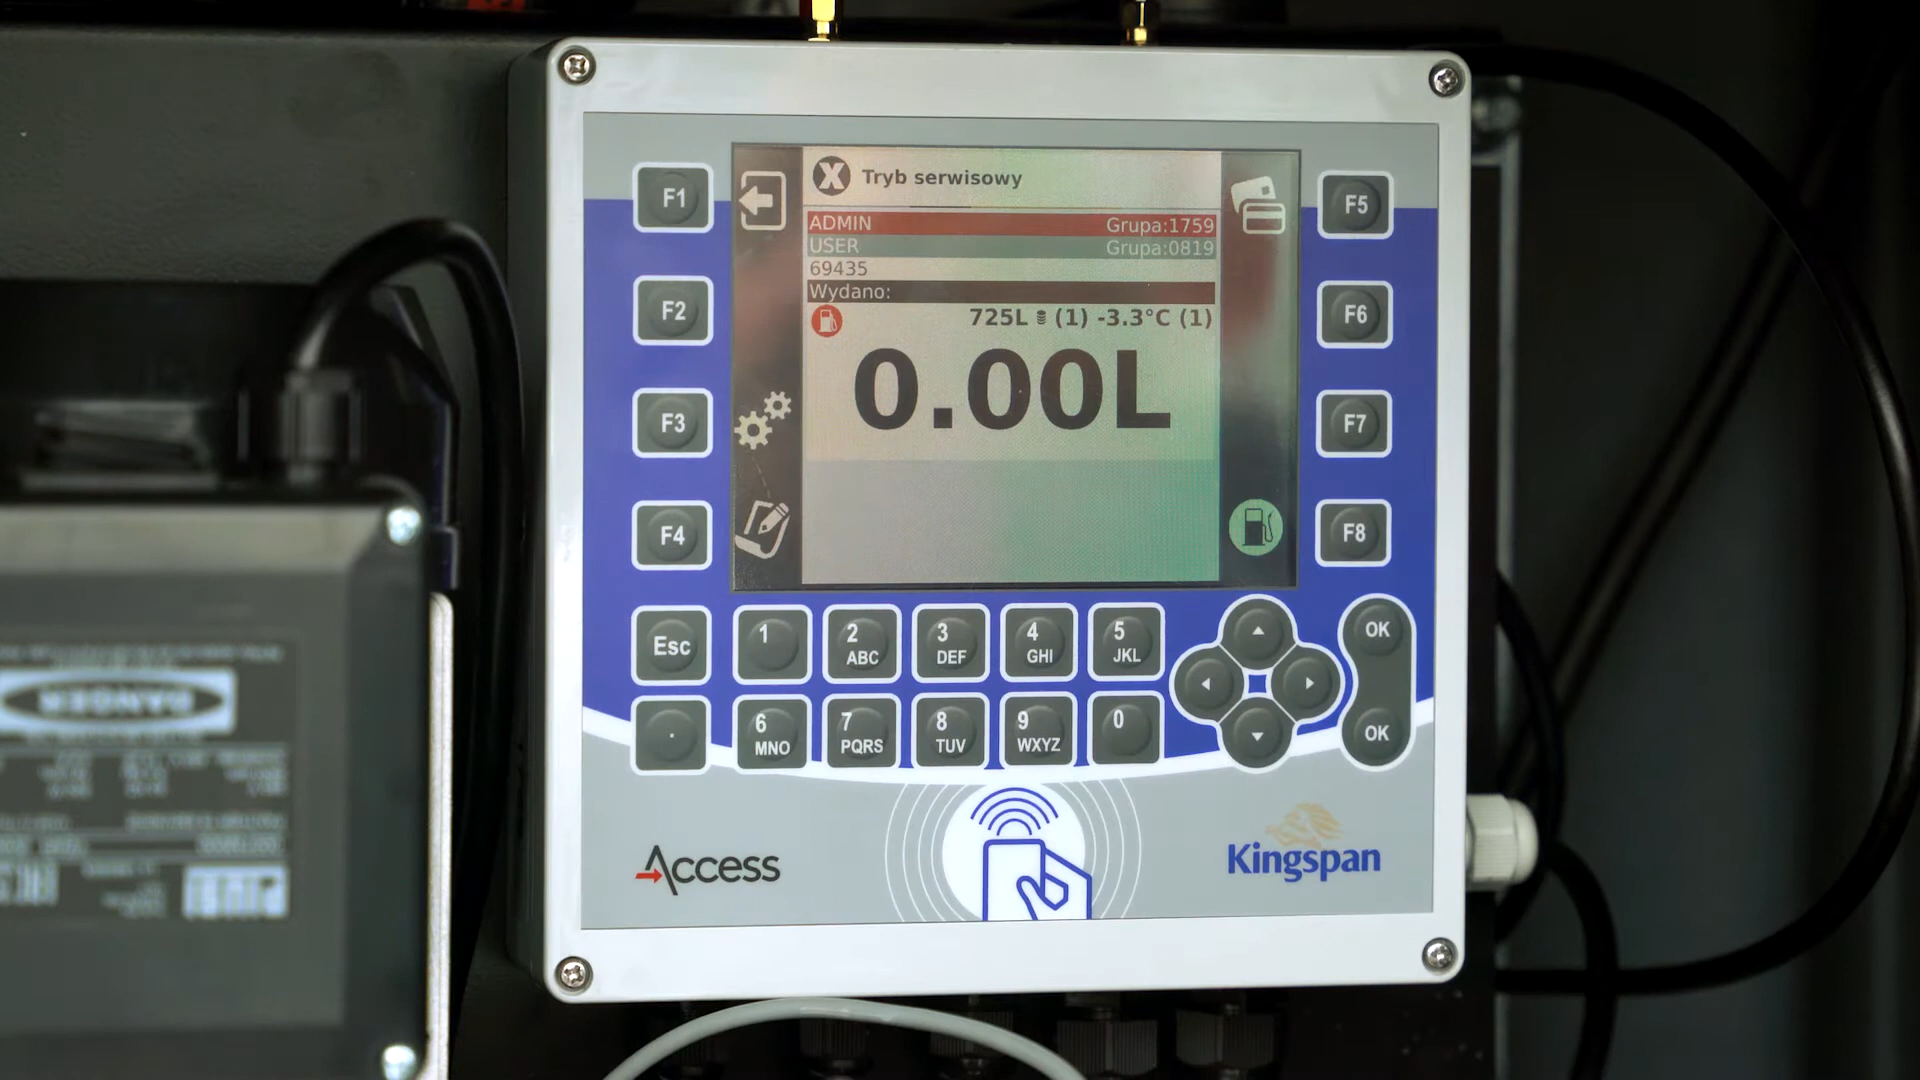 Tryb serwisowy
ADMIN Grupa:1759
USER Grupa:0819
69435
Wydano:
725L (1) -3.3°C (1)
0.00L
F1
F2
F3
F4
F5
F6
F7
F8
Esc
1
2 ABC
3 DEF
4 GHI
5 JKL
.
6 MNO
7 PQRS
8 TUV
9 WXYZ
0
OK
OK
Access
Kingspan
DANGER